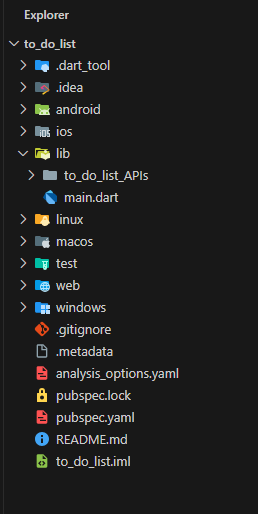 Explorer
to_do_list
.dart_tool
.idea
android
ios
lib
to_do_list_APIs
main.dart
linux
macos
test
web
windows
.gitignore
.metadata
analysis_options.yaml
pubspec.lock
pubspec.yaml
README.md
to_do_list.iml